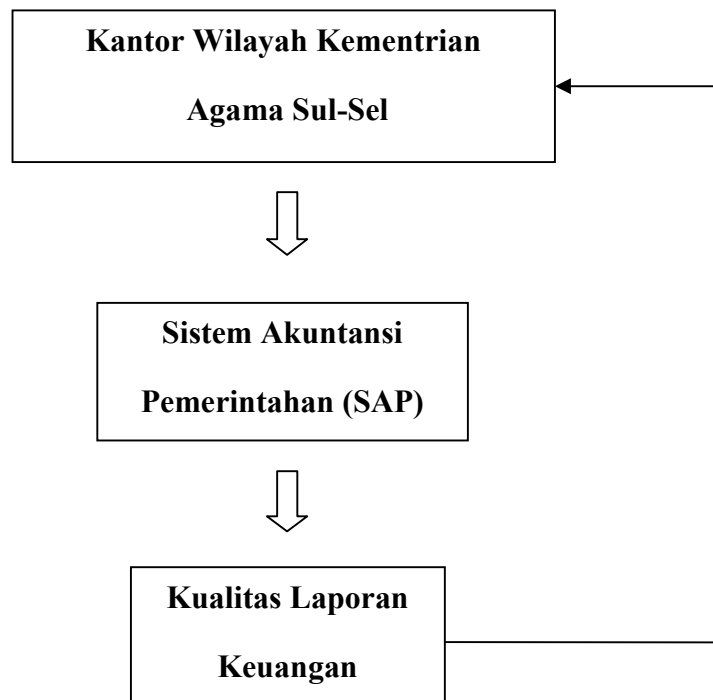 Kantor Wilayah Kementrian
Agama Sul-Sel
Sistem Akuntansi
Pemerintahan (SAP)
Kualitas Laporan
Keuangan